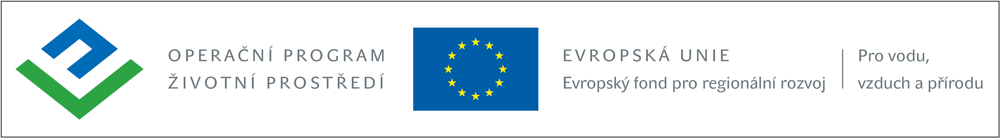 OPERAČNÍ PROGRAM
ŽIVOTNÍ PROSTŘEDÍ
EVROPSKÁ UNIE
Evropský fond pro regionální rozvoj
Pro vodu,
vzduch a přírodu